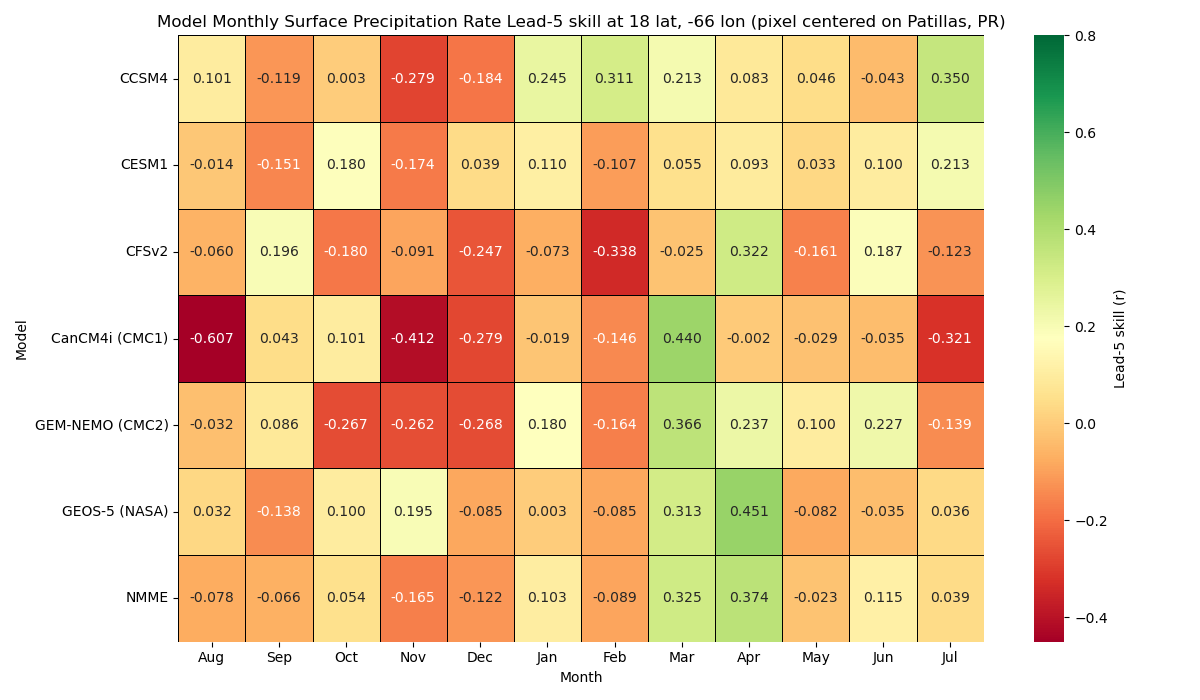 Model Monthly Surface Precipitation Rate Lead-5 skill at 18 lat, -66 lon (pixel centered on Patillas, PR)
CCSM4 0.101 -0.119 0.003 -0.279 -0.184 0.245 0.311 0.213 0.083 0.046 -0.043 0.350
CESM1 -0.014 -0.151 0.180 -0.174 0.039 0.110 -0.107 0.055 0.093 0.033 0.100 0.213
CFSv2 -0.060 0.196 -0.180 -0.091 -0.247 -0.073 -0.338 -0.025 0.322 -0.161 0.187 -0.123
CanCM4i (CMC1) -0.607 0.043 0.101 -0.412 -0.279 -0.019 -0.146 0.440 -0.002 -0.029 -0.035 -0.321
GEM-NEMO (CMC2) -0.032 0.086 -0.267 -0.262 -0.268 0.180 -0.164 0.366 0.237 0.100 0.227 -0.139
GEOS-5 (NASA) 0.032 -0.138 0.100 0.195 -0.085 0.003 -0.085 0.313 0.451 -0.082 -0.035 0.036
NMME -0.078 -0.066 0.054 -0.165 -0.122 0.103 -0.089 0.325 0.374 -0.023 0.115 0.039
Aug Sep Oct Nov Dec Jan Feb Mar Apr May Jun Jul
Month
Model
0.8
0.6
0.4
0.2
0.0
−0.2
−0.4
Lead-5 skill (r)